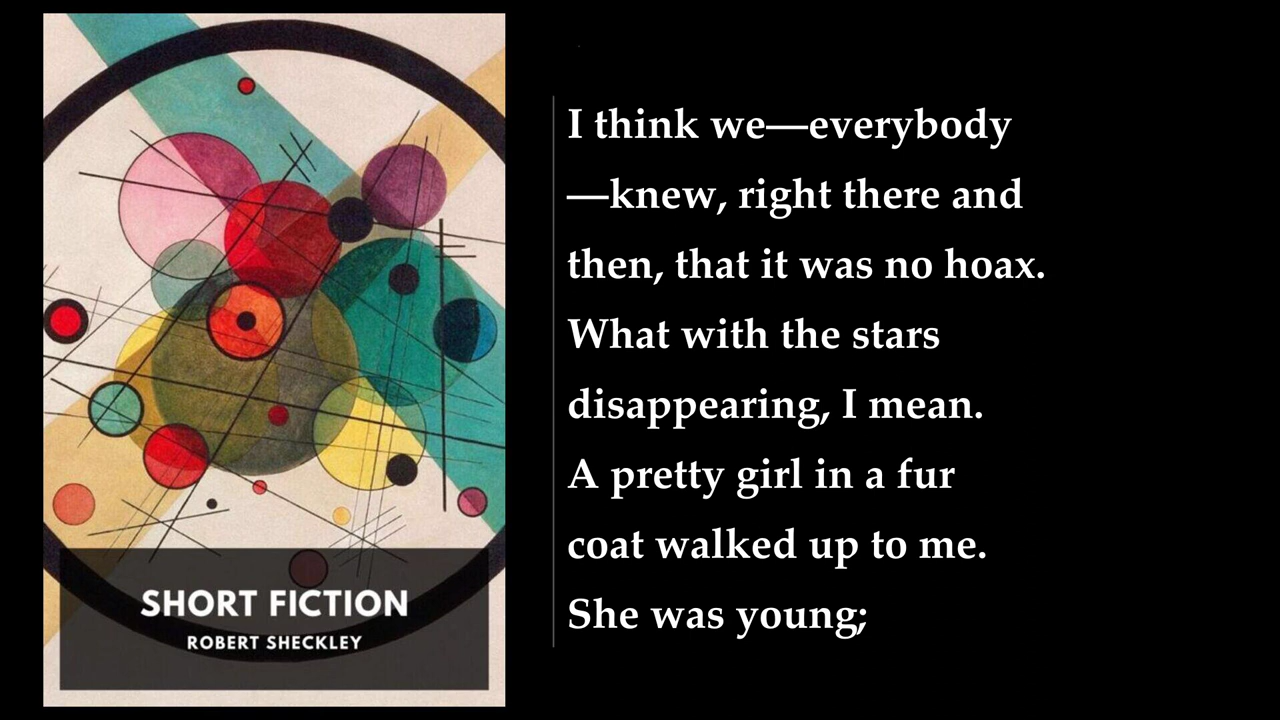 SHORT FICTION
ROBERT SHECKLEY
I think we—everybody
—knew, right there and
then, that it was no hoax.
What with the stars
disappearing, I mean.
A pretty girl in a fur
coat walked up to me.
She was young;